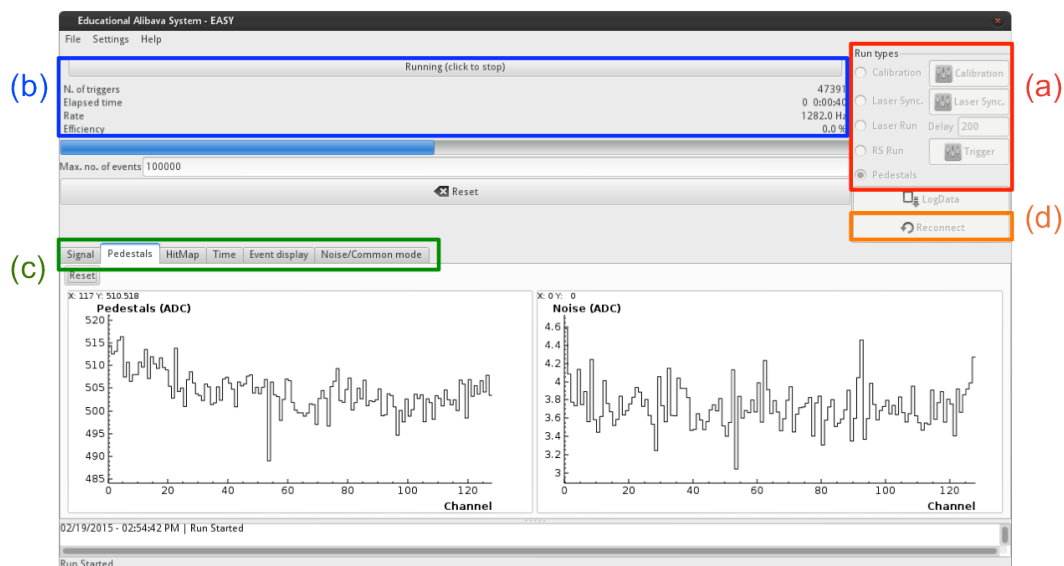 Educational Alibava System - EASY
File Settings Help
Running (click to stop)
N. of triggers 47391
Elapsed time 0 0:00:40
Rate 1282.0 Hz
Efficiency 0.0 %
Max. no. of events 100000
Reset
Run types
Calibration Calibration
Laser Sync. Laser Sync.
Laser Run Delay 200
RS Run Trigger
Pedestals
LogData
Reconnect
(a)
(b)
(c)
(d)
Signal Pedestals HitMap Time Event display Noise/Common mode
Reset
X: 117 Y: 510.518
Pedestals (ADC)
520
515
510
505
500
495
490
485
0 20 40 60 80 100 120
Channel
X: 0 Y: 0
Noise (ADC)
4.6
4.4
4.2
4
3.8
3.6
3.4
3.2
3
0 20 40 60 80 100 120
Channel
02/19/2015 - 02:54:42 PM | Run Started
Run Started